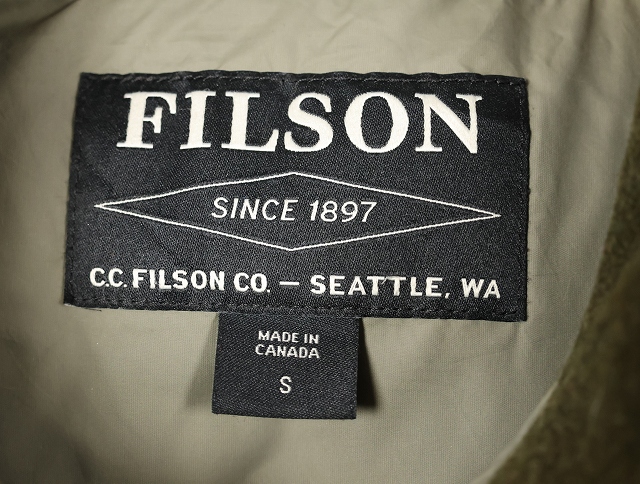 FILSON
SINCE 1897
C.C. FILSON CO. — SEATTLE, WA
MADE IN
CANADA
S